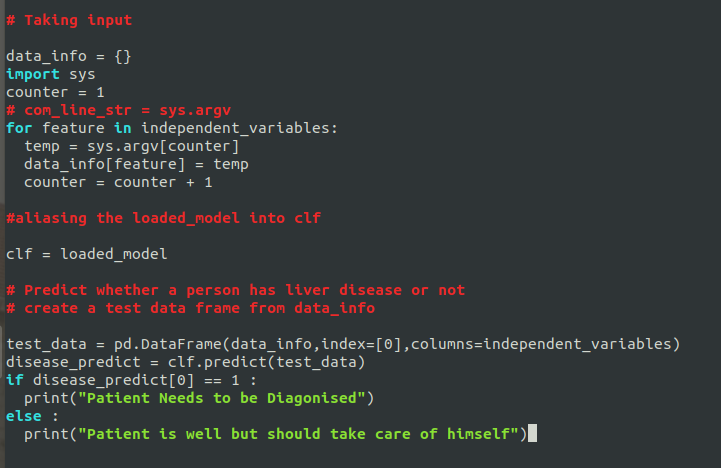 # Taking input
data_info = {}
import sys
counter = 1
# com_line_str = sys.argv
for feature in independent_variables:
  temp = sys.argv[counter]
  data_info[feature] = temp
  counter = counter + 1
#aliasing the loaded_model into clf
clf = loaded_model
# Predict whether a person has liver disease or not
# create a test data frame from data_info
test_data = pd.DataFrame(data_info,index=[0],columns=independent_variables)
disease_predict = clf.predict(test_data)
if disease_predict[0] == 1 :
  print("Patient Needs to be Diagonised")
else :
  print("Patient is well but should take care of himself")